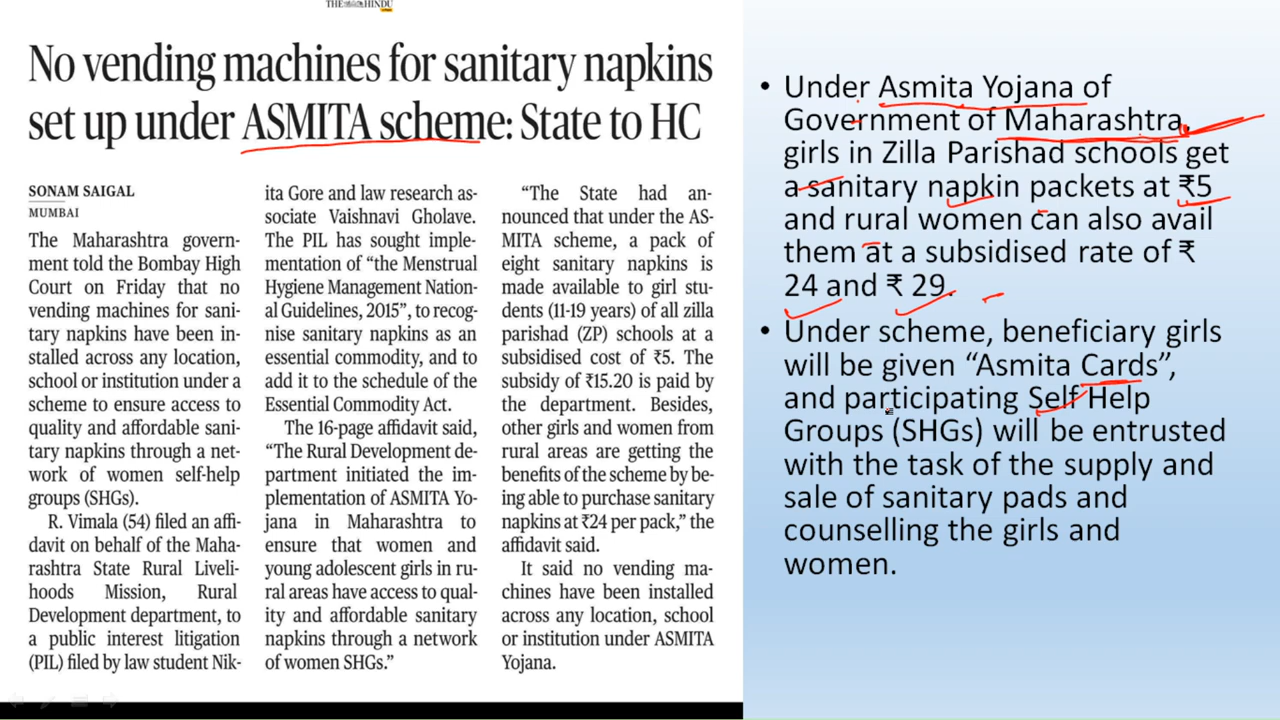 THE HINDU
No vending machines for sanitary napkins
set up under ASMITA scheme: State to HC
SONAM SAIGAL
MUMBAI
The Maharashtra govern-
ment told the Bombay High
Court on Friday that no
vending machines for sani-
tary napkins have been in-
stalled across any location,
school or institution under a
scheme to ensure access to
quality and affordable sani-
tary napkins through a net-
work of women self-help
groups (SHGs).
R. Vimala (54) filed an affi-
davit on behalf of the Maha-
rashtra State Rural Liveli-
hoods Mission, Rural
Development department, to
a public interest litigation
(PIL) filed by law student Nik-
ita Gore and law research as-
sociate Vaishnavi Gholave.
The PIL has sought imple-
mentation of “the Menstrual
Hygiene Management Nation-
al Guidelines, 2015”, to recog-
nise sanitary napkins as an
essential commodity, and to
add it to the schedule of the
Essential Commodity Act.
The 16-page affidavit said,
“The Rural Development de-
partment initiated the im-
plementation of ASMITA Yo-
jana in Maharashtra to
ensure that women and
young adolescent girls in ru-
ral areas have access to qual-
ity and affordable sanitary
napkins through a network
of women SHGs.”
“The State had an-
nounced that under the AS-
MITA scheme, a pack of
eight sanitary napkins is
made available to girl stu-
dents (11-19 years) of all zilla
parishad (ZP) schools at a
subsidised cost of ₹5. The
subsidy of ₹15.20 is paid by
the department. Besides,
other girls and women from
rural areas are getting the
benefits of the scheme by be-
ing able to purchase sanitary
napkins at ₹24 per pack,” the
affidavit said.
It said no vending ma-
chines have been installed
across any location, school
or institution under ASMITA
Yojana.
• Under Asmita Yojana of
Government of Maharashtra,
girls in Zilla Parishad schools get
a sanitary napkin packets at ₹5
and rural women can also avail
them at a subsidised rate of ₹
24 and ₹ 29.
• Under scheme, beneficiary girls
will be given “Asmita Cards”,
and participating Self Help
Groups (SHGs) will be entrusted
with the task of the supply and
sale of sanitary pads and
counselling the girls and
women.